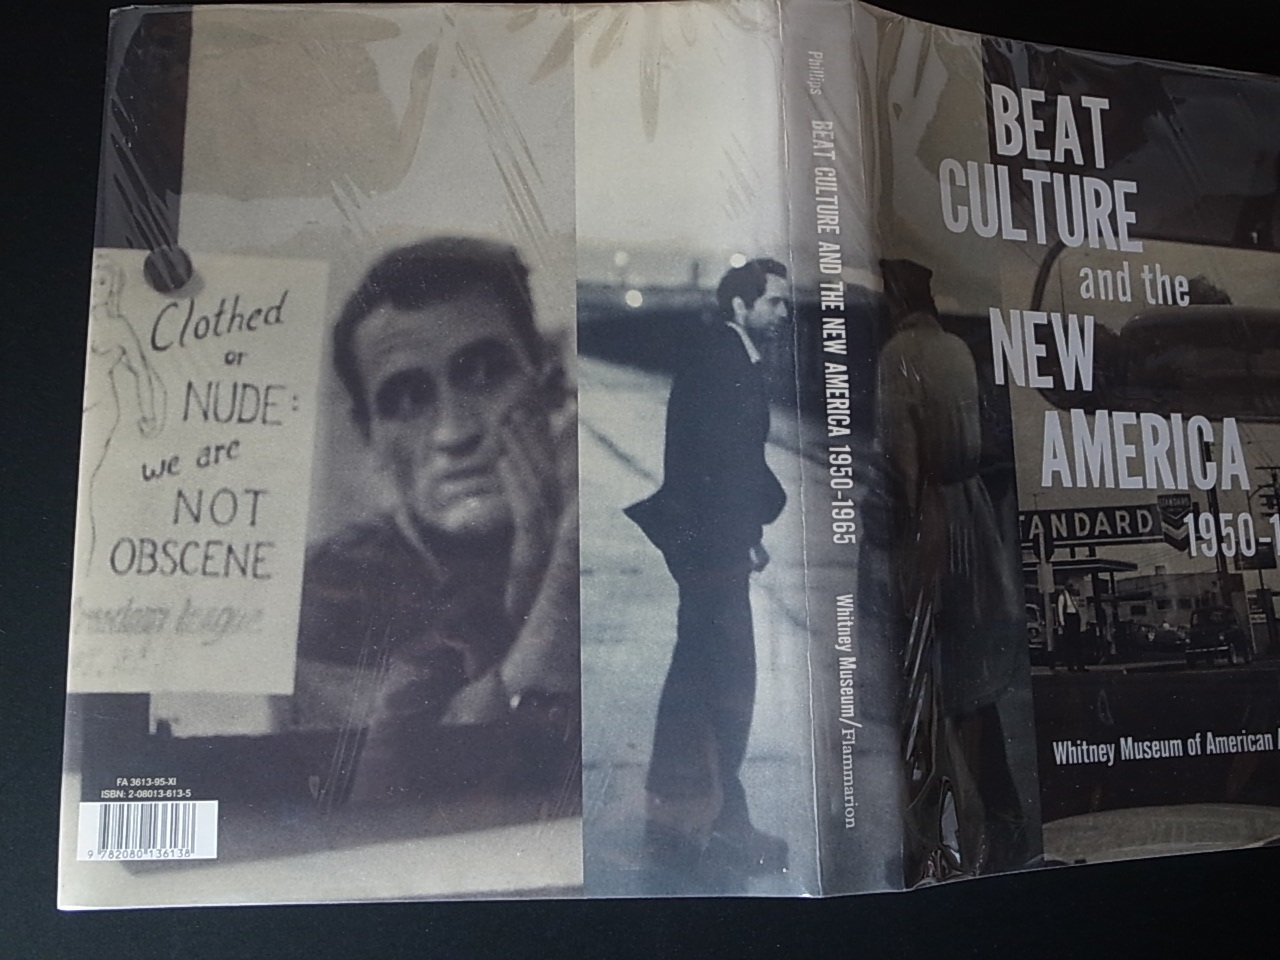 Clothed
or
NUDE:
we are
NOT
OBSCENE
FA 3613-95-XI
ISBN: 2-08013-613-5
9 782080 136138
Phillips BEAT CULTURE AND THE NEW AMERICA 1950-1965 Whitney Museum/Flammarion
BEAT
CULTURE
and the
NEW
AMERICA
1950-1
TANDARD
STANDARD
Whitney Museum of American A